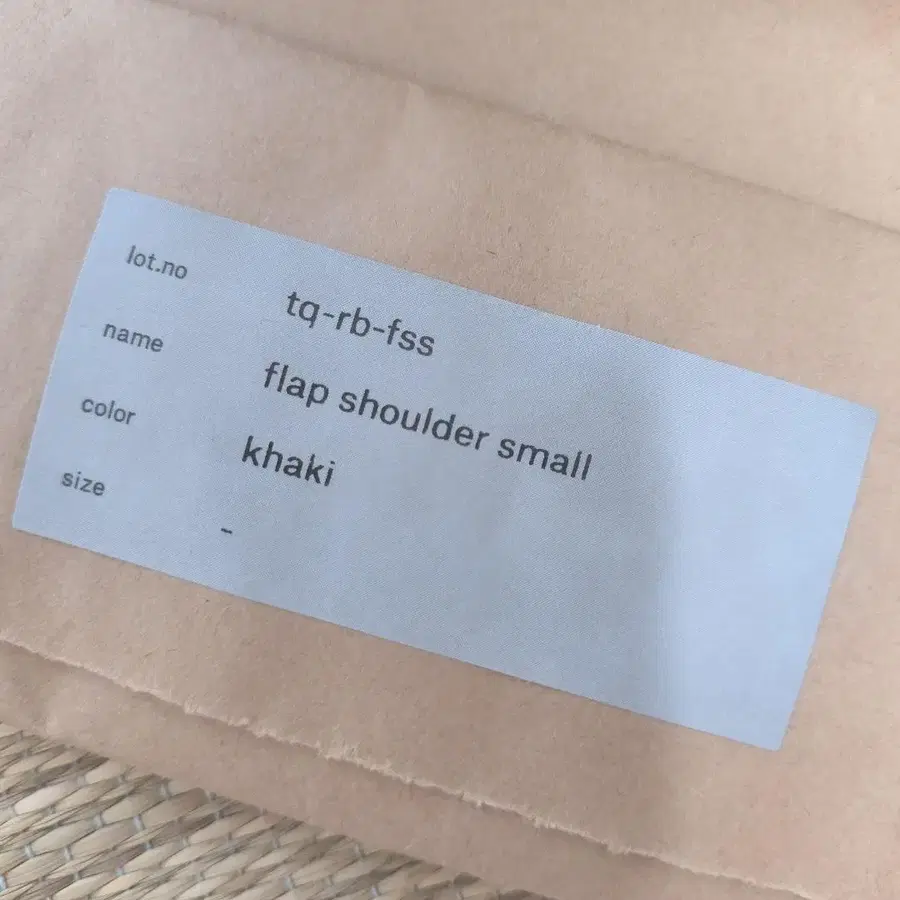 lot.no tq-rb-fss
name flap shoulder small
color khaki
size -